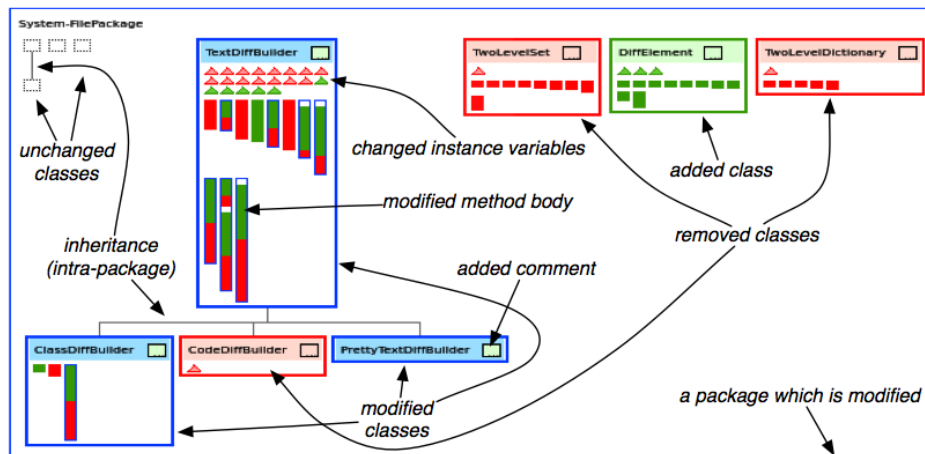 System-FilePackage
TextDiffBuilder
TwoLevelSet
DiffElement
TwoLevelDictionary
unchanged
classes
changed instance variables
added class
modified method body
removed classes
inheritance
(intra-package)
added comment
ClassDiffBuilder
CodeDiffBuilder
PrettyTextDiffBuilder
modified
classes
a package which is modified